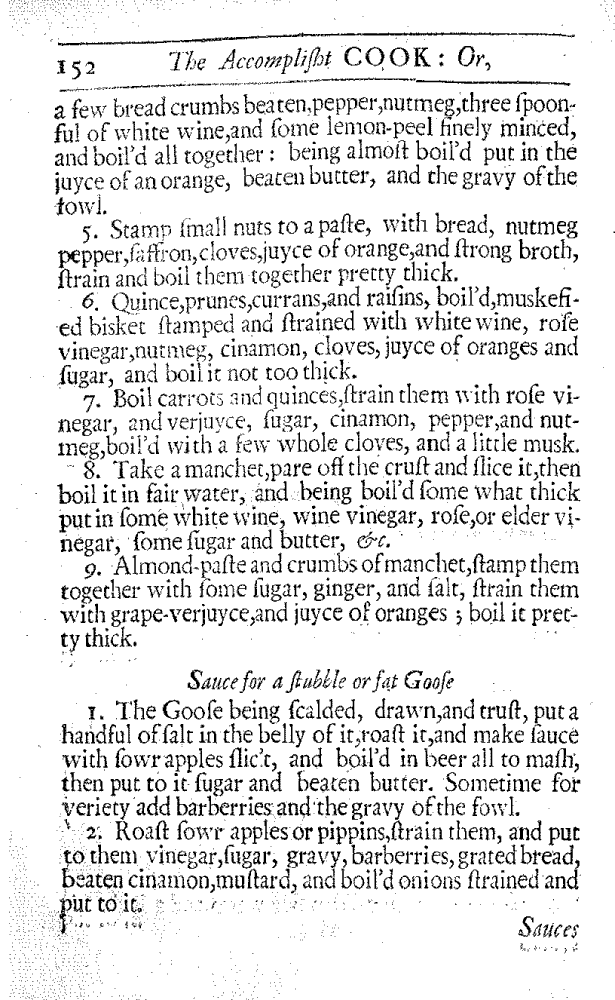 152 The Accompliſht COOK: Or,
a few bread crumbs beaten,pepper,nutmeg,three ſpoon-
ful of white wine,and ſome lemon-peel finely minced,
and boil'd all together: being almoſt boil'd put in the
juyce of an orange, beaten butter, and the gravy of the
fowl.
5. Stamp ſmall nuts to a paſte, with bread, nutmeg
pepper,ſaffron,cloves,juyce of orange,and ſtrong broth,
ſtrain and boil them together pretty thick.
6. Quince,prunes,currans,and raiſins, boil'd,muskefi-
ed bisket ſtamped and ſtrained with white wine, roſe
vinegar,nutmeg, cinamon, cloves, juyce of oranges and
ſugar, and boil it not too thick.
7. Boil carrots and quinces,ſtrain them with roſe vi-
negar, and verjuyce, ſugar, cinamon, pepper,and nut-
meg,boil'd with a few whole cloves, and a little musk.
8. Take a manchet,pare off the cruſt and ſlice it,then
boil it in fair water, and being boil'd ſome what thick
put in ſome white wine, wine vinegar, roſe,or elder vi-
negar, ſome ſugar and butter, &c.
9. Almond-paſte and crumbs of manchet,ſtamp them
together with ſome ſugar, ginger, and ſalt, ſtrain them
with grape-verjuyce,and juyce of oranges ; boil it pret-
ty thick.
Sauce for a ſtubble or fat Gooſe
1. The Gooſe being ſcalded, drawn,and truſt, put a
handful of ſalt in the belly of it,roaſt it,and make ſauce
with ſowr apples ſlic't, and boil'd in beer all to maſh,
then put to it ſugar and beaten butter. Sometime for
veriety add barberries and the gravy of the fowl.
2. Roaſt ſowr apples or pippins,ſtrain them, and put
to them vinegar,ſugar, gravy, barberries, grated bread,
beaten cinamon,muſtard, and boil'd onions ſtrained and
put to it.
Sauces